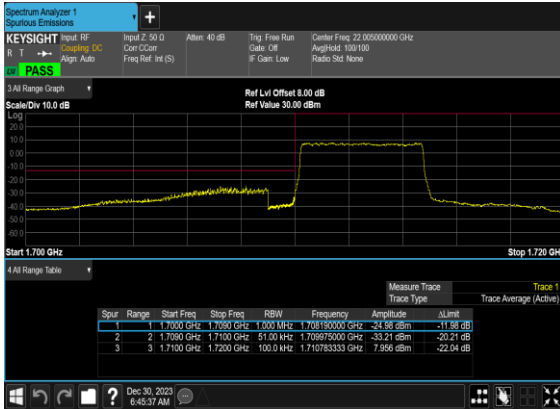 Spectrum Analyzer 1
Spurious Emissions
KEYSIGHT
R T
PASS
Input: RF
Coupling: DC
Align: Auto
Input Z: 50 Ω
Corr CCorr
Freq Ref: Int (S)
Atten: 40 dB
Trig: Free Run
Gate: Off
IF Gain: Low
Center Freq: 22.005000000 GHz
Avg|Hold: 100/100
Radio Std: None
3 All Range Graph
Scale/Div 10.0 dB
Ref Lvl Offset 8.00 dB
Ref Value 30.00 dBm
Log
20.0
10.0
0.00
-10.0
-20.0
-30.0
-40.0
-50.0
-60.0
Start 1.700 GHz
Stop 1.720 GH
4 All Range Table
Measure Trace Trace 1
Trace Type Trace Average (Active)
Spur Range Start Freq Stop Freq RBW Frequency Amplitude ΔLimit
1 1 1.7000 GHz 1.7090 GHz 1.000 MHz 1.708190000 GHz -24.98 dBm -11.98 dB
2 2 1.7090 GHz 1.7100 GHz 51.00 kHz 1.709975000 GHz -33.21 dBm -20.21 dB
3 3 1.7100 GHz 1.7200 GHz 100.0 kHz 1.710783333 GHz 7.956 dBm -22.04 dB
?
Dec 30, 2023
6:45:37 AM